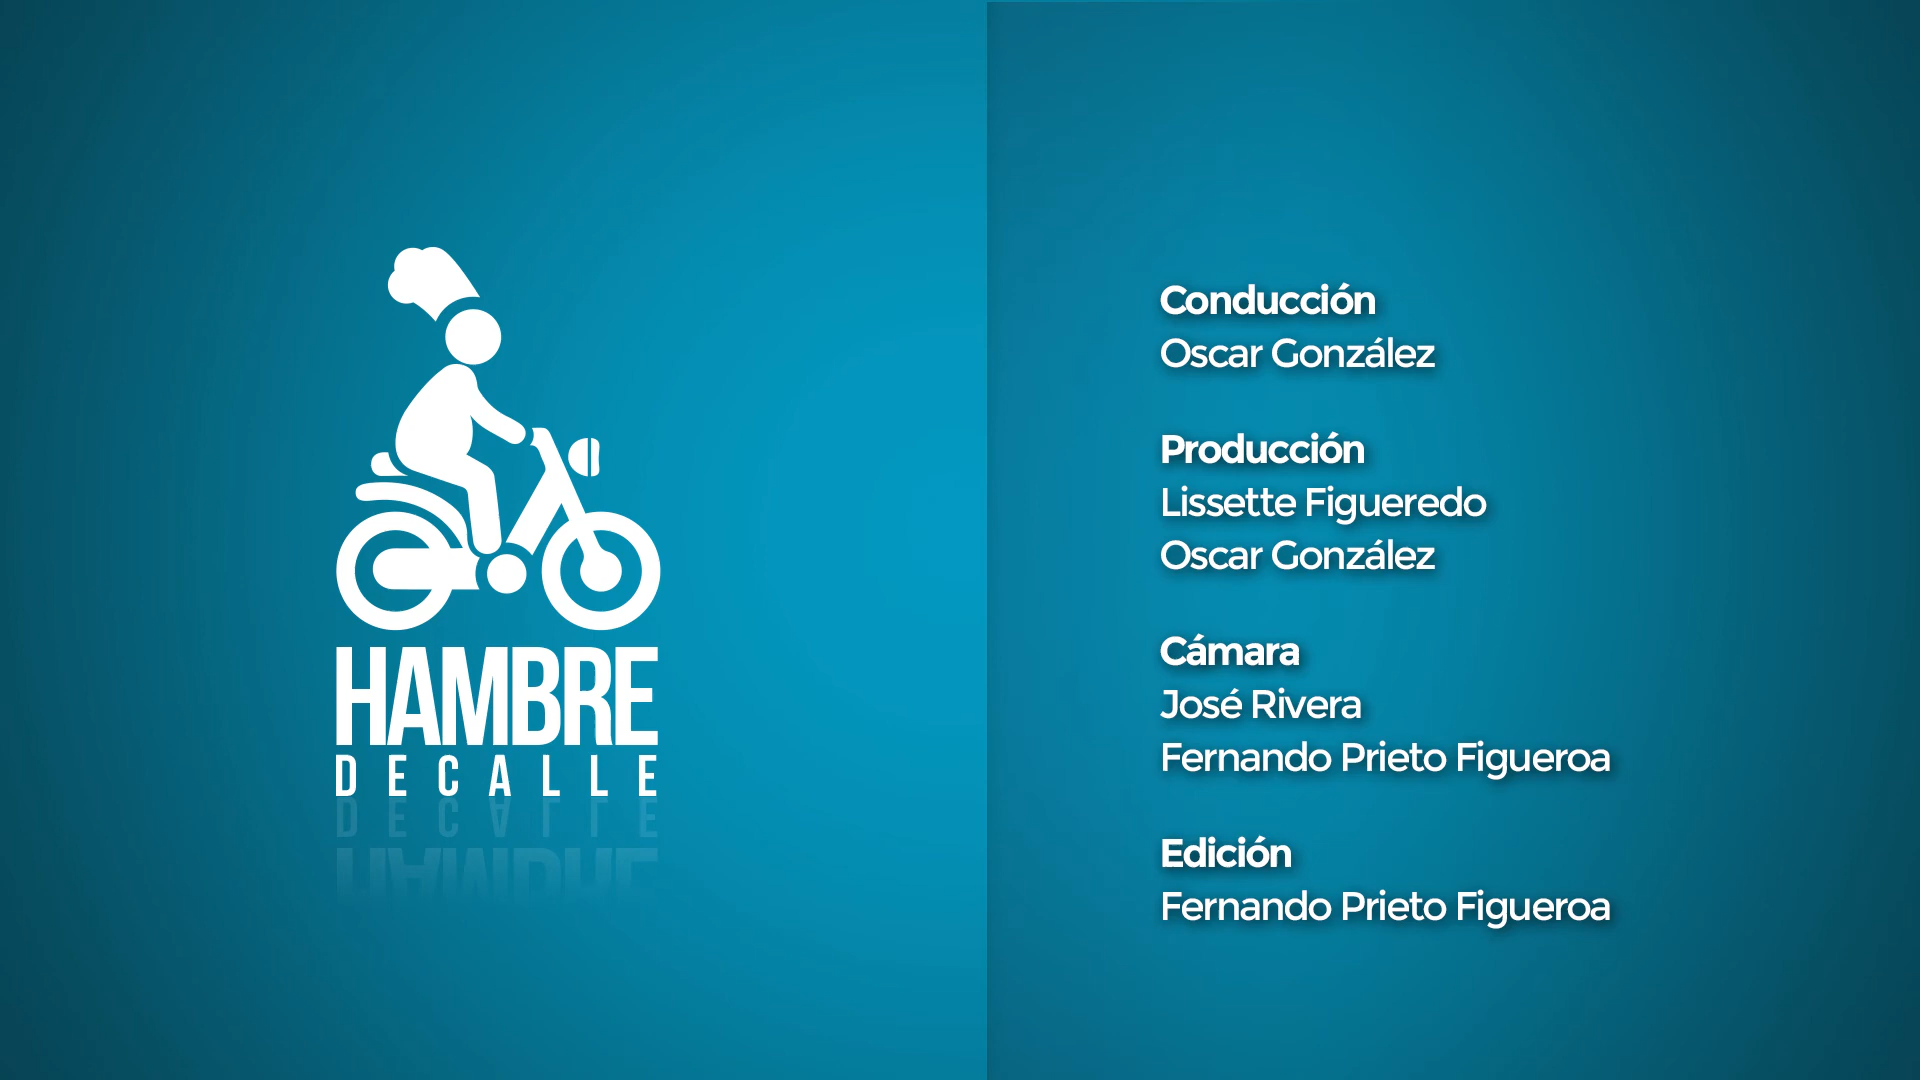 HAMBRE
DECALLE
Conducción
Oscar González
Producción
Lissette Figueredo
Oscar González
Cámara
José Rivera
Fernando Prieto Figueroa
Edición
Fernando Prieto Figueroa